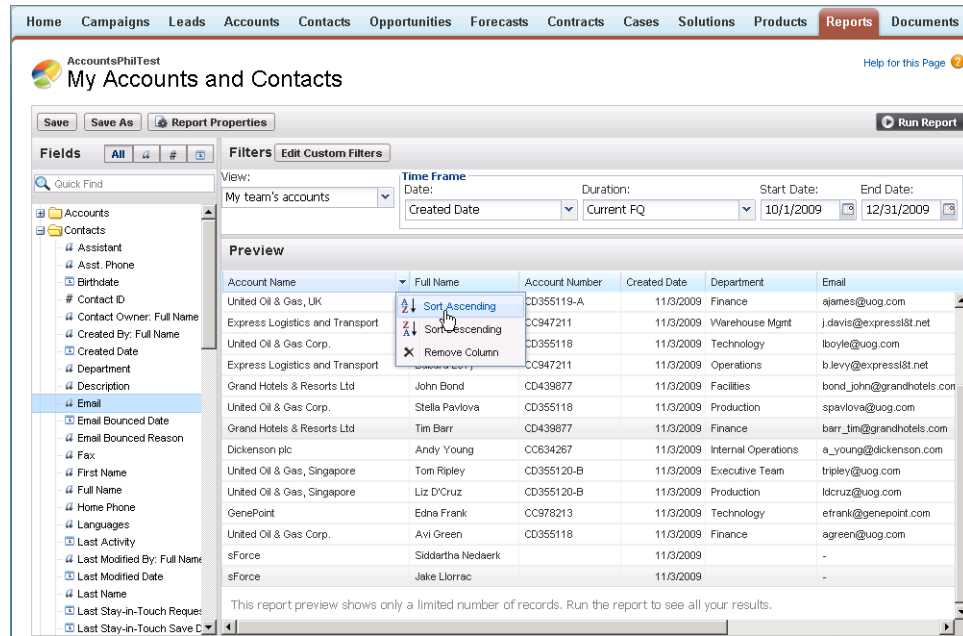 Home Campaigns Leads Accounts Contacts Opportunities Forecasts Contracts Cases Solutions Products Reports Documents
AccountsPhilTest
My Accounts and Contacts
Help for this Page
Save Save As Report Properties Run Report
Fields All a # Filters Edit Custom Filters
Quick Find
View:
My team's accounts
Time Frame
Date: Duration: Start Date: End Date:
Created Date Current FQ 10/1/2009 12/31/2009
Accounts
Contacts
Assistant
Asst. Phone
Birthdate
# Contact ID
Contact Owner: Full Name
Created By: Full Name
Created Date
Department
Description
Email
Email Bounced Date
Email Bounced Reason
Fax
First Name
Full Name
Home Phone
Languages
Last Activity
Last Modified By: Full Name
Last Modified Date
Last Name
Last Stay-in-Touch Reques
Last Stay-in-Touch Save D
Preview
Account Name Full Name Account Number Created Date Department Email
United Oil & Gas, UK CD355119-A 11/3/2009 Finance ajames@uog.com
Express Logistics and Transport CC947211 11/3/2009 Warehouse Mgmt j.davis@expressl&t.net
United Oil & Gas Corp. CD355118 11/3/2009 Technology lboyle@uog.com
Express Logistics and Transport CC947211 11/3/2009 Operations b.levy@expressl&t.net
Grand Hotels & Resorts Ltd John Bond CD439877 11/3/2009 Facilities bond_john@grandhotels.com
United Oil & Gas Corp. Stella Pavlova CD355118 11/3/2009 Production spavlova@uog.com
Grand Hotels & Resorts Ltd Tim Barr CD439877 11/3/2009 Finance barr_tim@grandhotels.com
Dickenson plc Andy Young CC634267 11/3/2009 Internal Operations a_young@dickenson.com
United Oil & Gas, Singapore Tom Ripley CD355120-B 11/3/2009 Executive Team tripley@uog.com
United Oil & Gas, Singapore Liz D'Cruz CD355120-B 11/3/2009 Production ldcruz@uog.com
GenePoint Edna Frank CC978213 11/3/2009 Technology efrank@genepoint.com
United Oil & Gas Corp. Avi Green CD355118 11/3/2009 Finance agreen@uog.com
sForce Siddartha Nedaerk 11/3/2009 -
sForce Jake Llorrac 11/3/2009 -
Sort Ascending
Sort Descending
Remove Column
This report preview shows only a limited number of records. Run the report to see all your results.